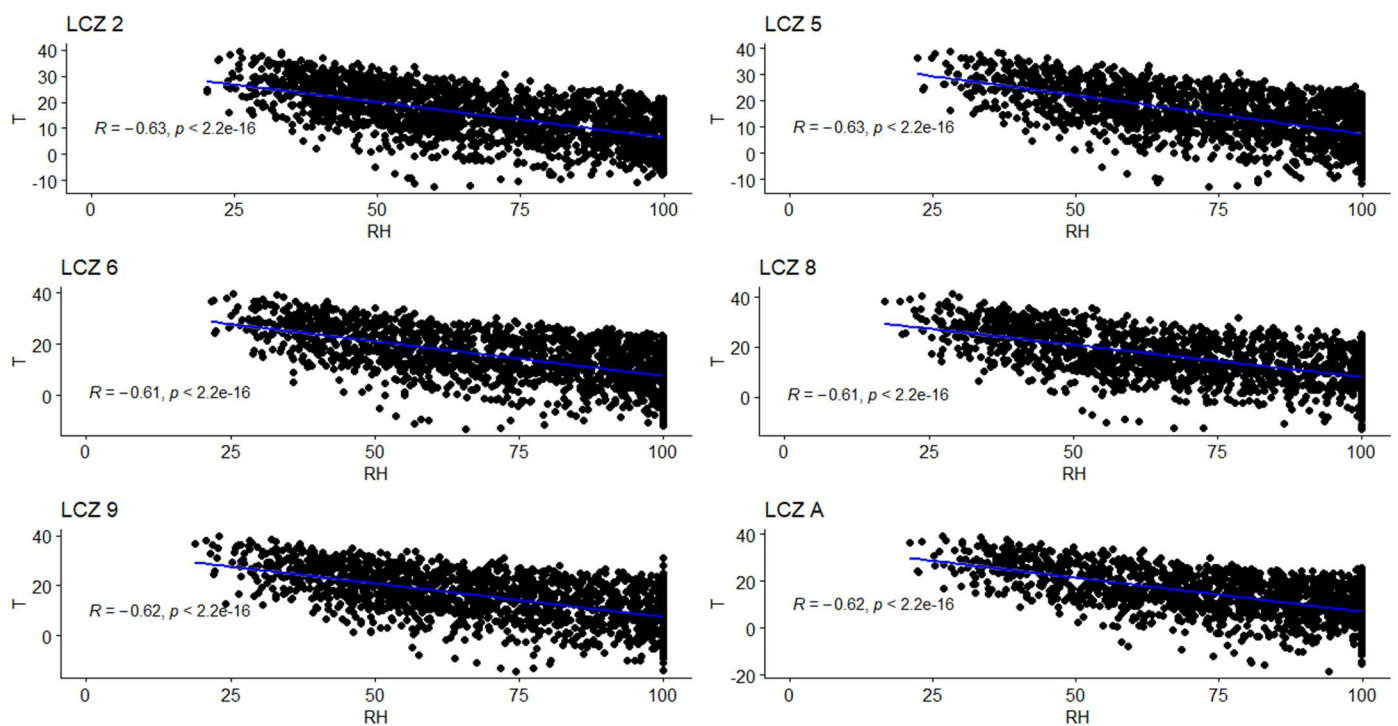 LCZ 2
40
30
20
10
0
-10
T
R = −0.63, p < 2.2e-16
0 25 50 75 100
RH
LCZ 5
40
30
20
10
0
-10
T
R = −0.63, p < 2.2e-16
0 25 50 75 100
RH
LCZ 6
40
20
0
T
R = −0.61, p < 2.2e-16
0 25 50 75 100
RH
LCZ 8
40
20
0
T
R = −0.61, p < 2.2e-16
0 25 50 75 100
RH
LCZ 9
40
20
0
T
R = −0.62, p < 2.2e-16
0 25 50 75 100
RH
LCZ A
40
20
0
-20
T
R = −0.62, p < 2.2e-16
0 25 50 75 100
RH